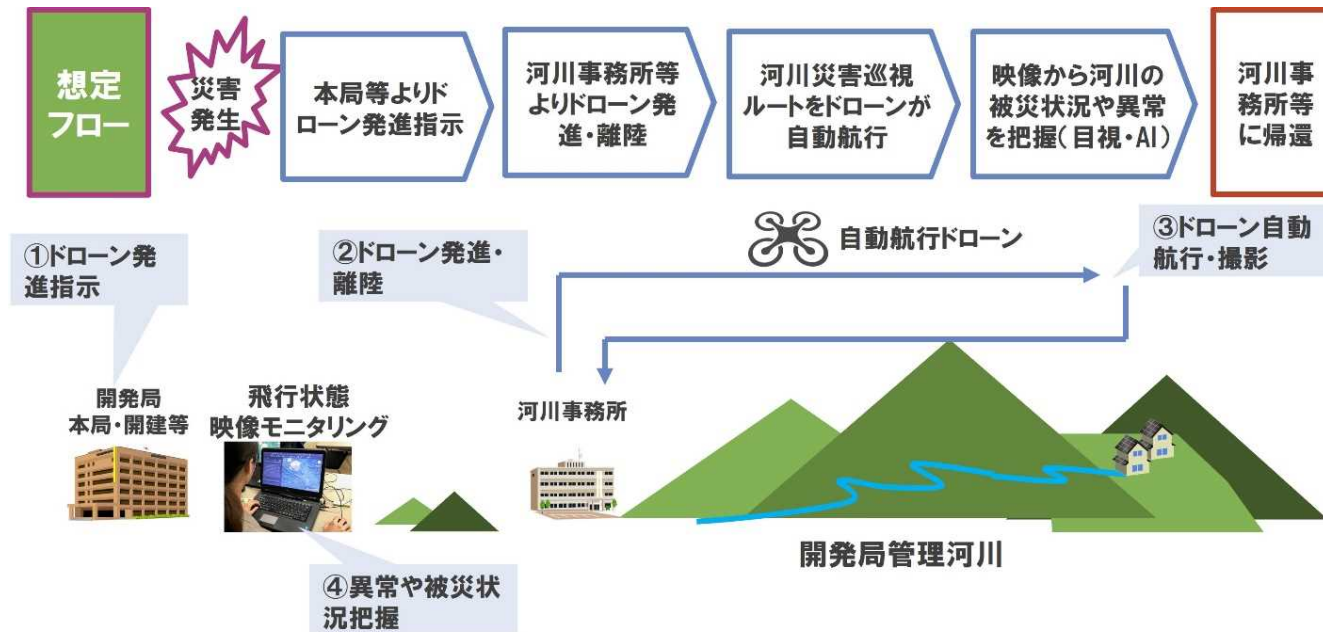 想定
フロー
災害
発生
本局等よりド
ローン発進指示
河川事務所等
よりドローン発
進・離陸
河川災害巡視
ルートをドローンが
自動航行
映像から河川の
被災状況や異常
を把握(目視・AI)
河川事
務所等
に帰還
①ドローン発
進指示
②ドローン発進・
離陸
自動航行ドローン
③ドローン自動
航行・撮影
開発局
本局・開建等
飛行状態
映像モニタリング
河川事務所
開発局管理河川
④異常や被災状
況把握